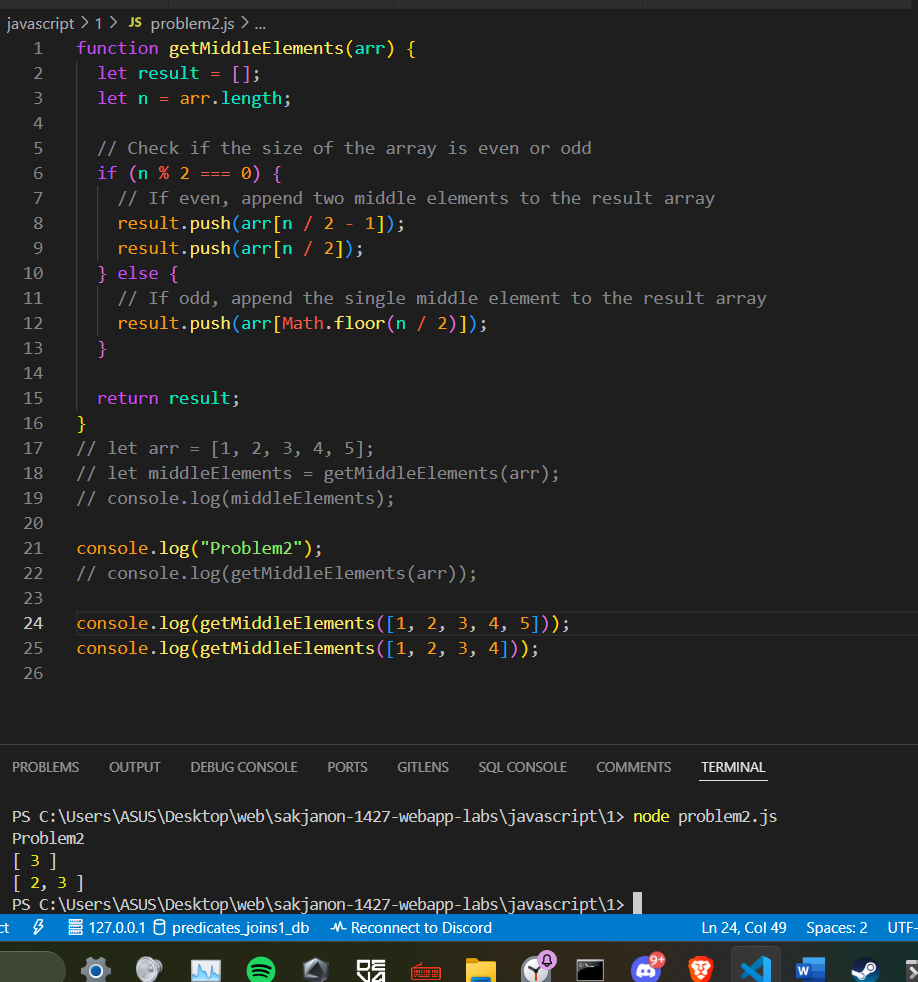 javascript > 1 > JS problem2.js > ...
1 function getMiddleElements(arr) {
2 let result = [];
3 let n = arr.length;
4
5 // Check if the size of the array is even or odd
6 if (n % 2 === 0) {
7 // If even, append two middle elements to the result array
8 result.push(arr[n / 2 - 1]);
9 result.push(arr[n / 2]);
10 } else {
11 // If odd, append the single middle element to the result array
12 result.push(arr[Math.floor(n / 2)]);
13 }
14
15 return result;
16 }
17 // let arr = [1, 2, 3, 4, 5];
18 // let middleElements = getMiddleElements(arr);
19 // console.log(middleElements);
20
21 console.log("Problem2");
22 // console.log(getMiddleElements(arr));
23
24 console.log(getMiddleElements([1, 2, 3, 4, 5]));
25 console.log(getMiddleElements([1, 2, 3, 4]));
26
PROBLEMS OUTPUT DEBUG CONSOLE PORTS GITLENS SQL CONSOLE COMMENTS TERMINAL
PS C:\Users\ASUS\Desktop\web\sakjanon-1427-webapp-labs\javascript\1> node problem2.js
Problem2
[ 3 ]
[ 2, 3 ]
PS C:\Users\ASUS\Desktop\web\sakjanon-1427-webapp-labs\javascript\1>
ct 127.0.0.1 predicates_joins1_db Reconnect to Discord Ln 24, Col 49 Spaces: 2 UTF-
9+
W